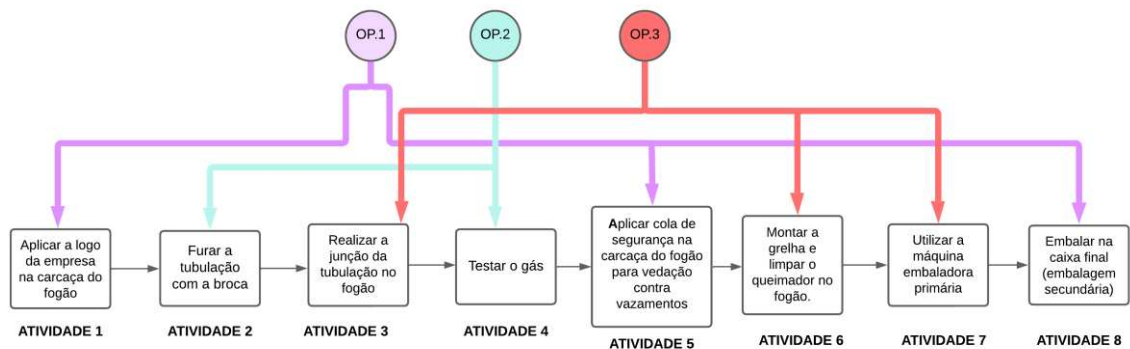 OP.1
OP.2
OP.3
Aplicar a logo
da empresa
na carcaça do
fogão
Furar a
tubulação
com a broca
Realizar a
junção da
tubulação no
fogão
Testar o gás
Aplicar cola de
segurança na
carcaça do fogão
para vedação
contra
vazamentos
Montar a
grelha e
limpar o
queimador no
fogão.
Utilizar a
máquina
embaladora
primária
Embalar na
caixa final
(embalagem
secundária)
ATIVIDADE 1
ATIVIDADE 2
ATIVIDADE 3
ATIVIDADE 4
ATIVIDADE 5
ATIVIDADE 6
ATIVIDADE 7
ATIVIDADE 8